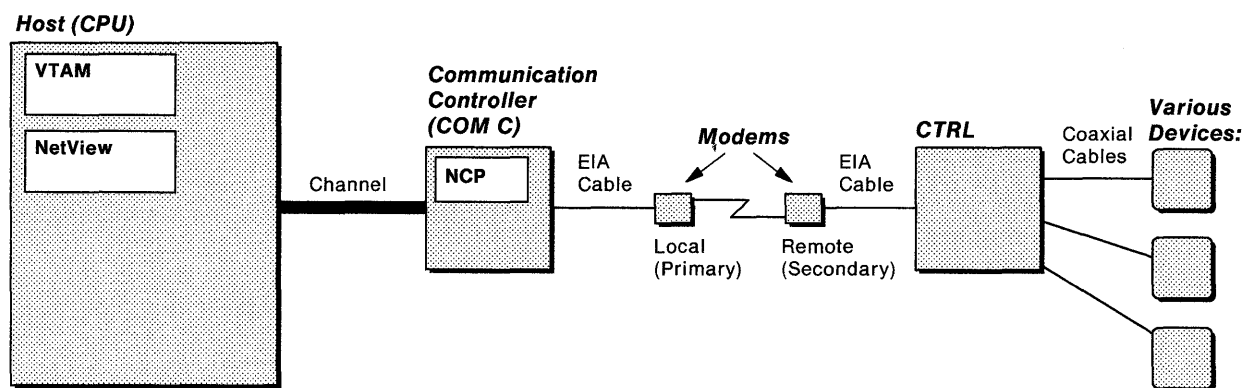 Host (CPU)
VTAM
NetView
Channel
Communication
Controller
(COM C)
NCP
EIA
Cable
Modems
Local
(Primary)
Remote
(Secondary)
EIA
Cable
CTRL
Coaxial
Cables
Various
Devices: